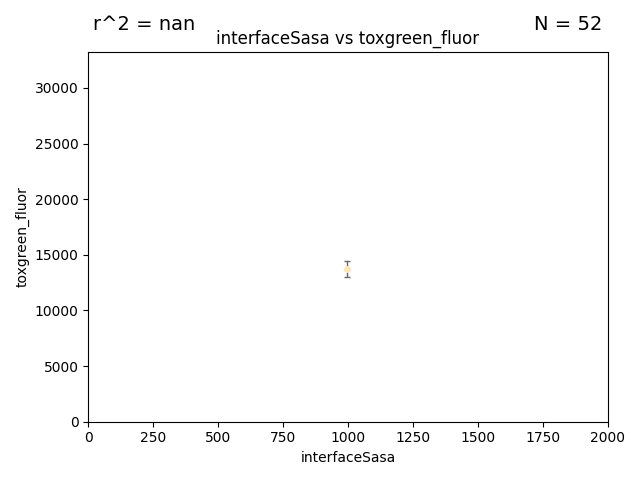 r^2 = nan
N = 52
interfaceSasa vs toxgreen_fluor
30000
25000
20000
15000
10000
5000
0
toxgreen_fluor
0 250 500 750 1000 1250 1500 1750 2000
interfaceSasa